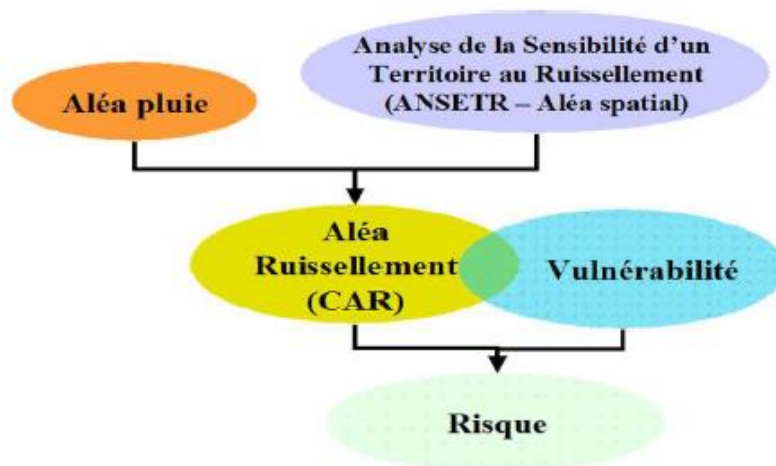 Analyse de la Sensibilité d'un
Territoire au Ruissellement
(ANSETR – Aléa spatial)
Aléa pluie
Aléa
Ruissellement
(CAR)
Vulnérabilité
Risque